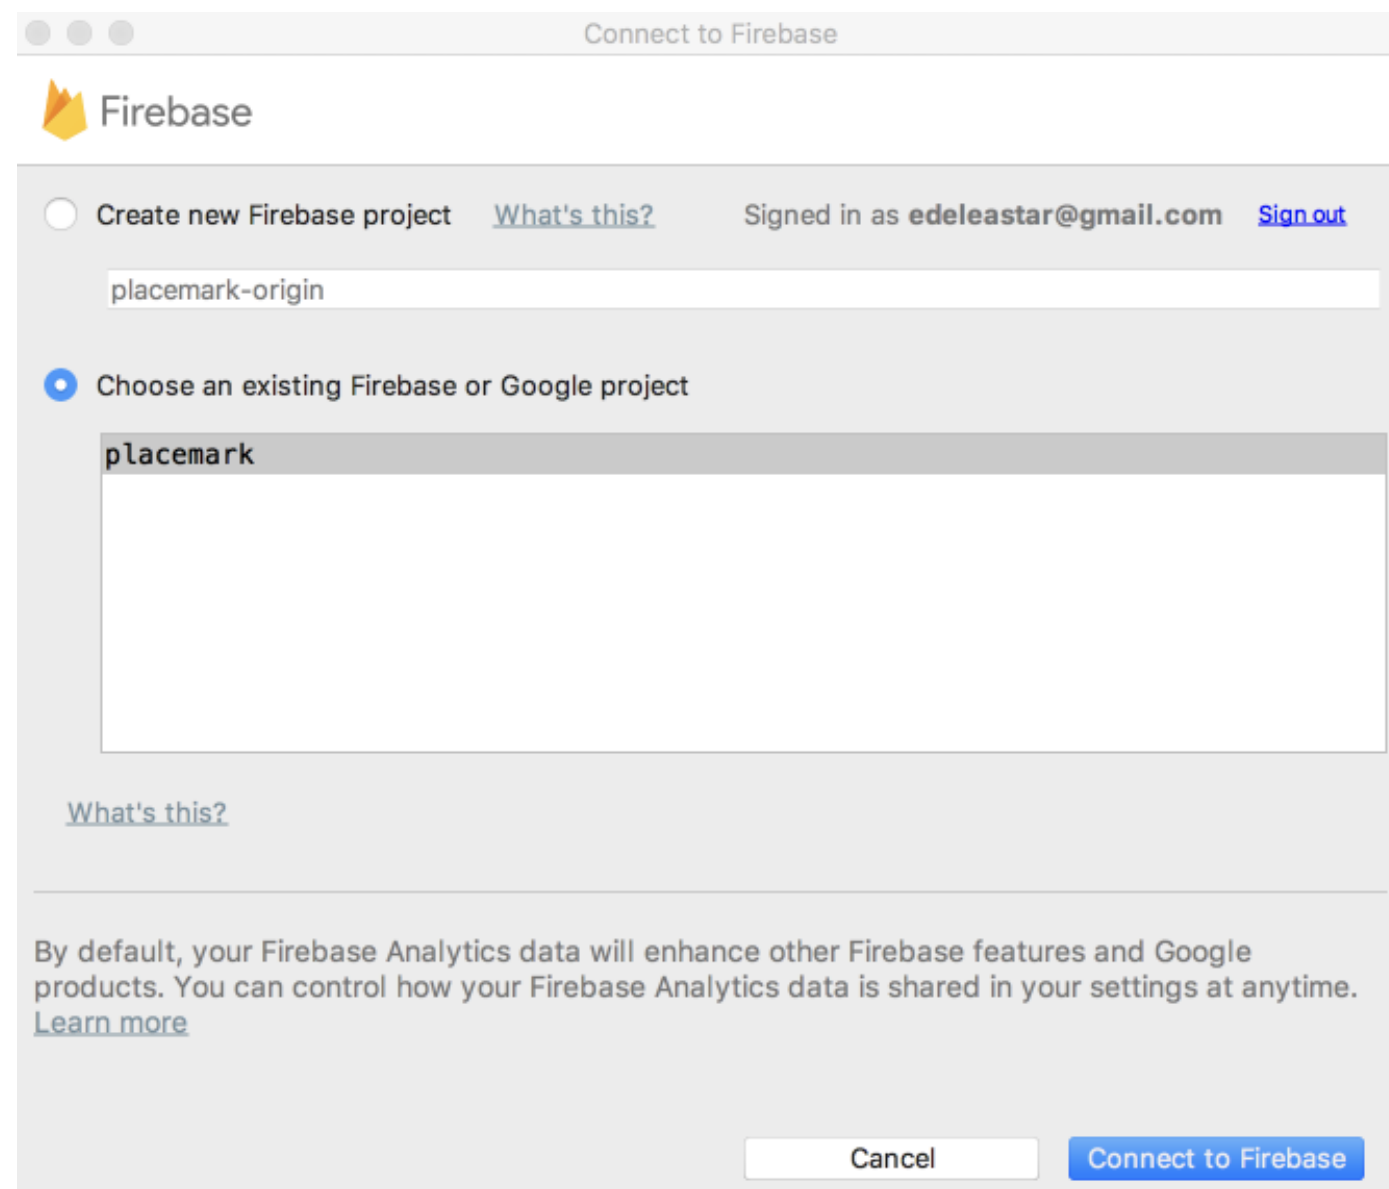 Connect to Firebase
Firebase
Create new Firebase project What's this? Signed in as edeleastar@gmail.com Sign out
placemark-origin
Choose an existing Firebase or Google project
placemark
What's this?
By default, your Firebase Analytics data will enhance other Firebase features and Google
products. You can control how your Firebase Analytics data is shared in your settings at anytime.
Learn more
Cancel Connect to Firebase